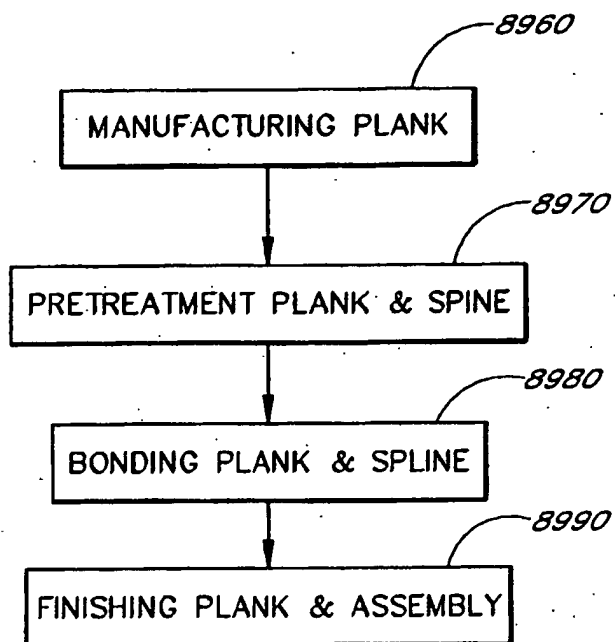 8960
MANUFACTURING PLANK
8970
PRETREATMENT PLANK & SPINE
8980
BONDING PLANK & SPLINE
8990
FINISHING PLANK & ASSEMBLY